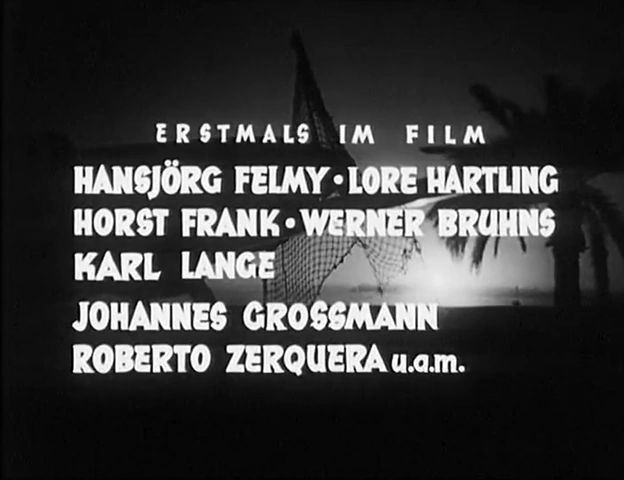 ERSTMALS IM FILM
HANSJÖRG FELMY • LORE HARTLING
HORST FRANK • WERNER BRUHNS
KARL LANGE
JOHANNES GROSSMANN
ROBERTO ZERQUERA u.a.m.